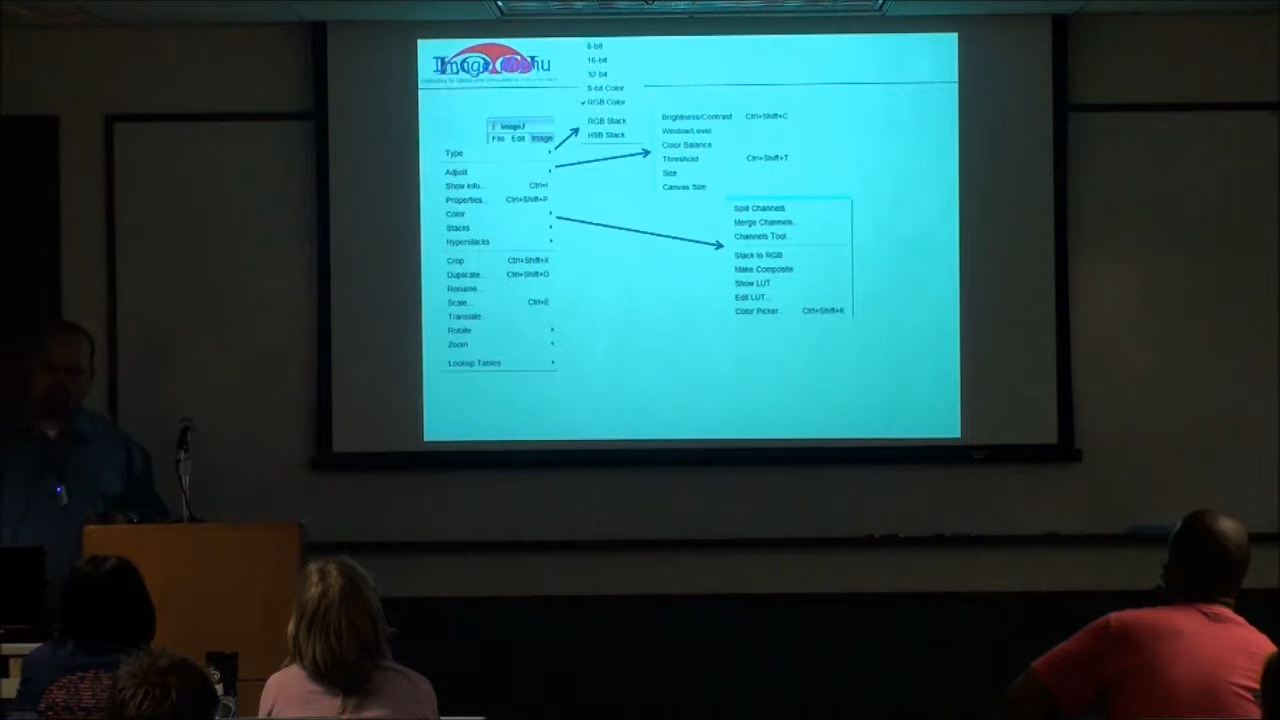 Image Menu
8-bit
16-bit
32-bit
8-bit Color
✓ RGB Color
RGB Stack
HSB Stack
ImageJ
File Edit Image
Type
Adjust
Show Info... Ctrl+I
Properties... Ctrl+Shift+P
Color
Stacks
Hyperstacks
Crop Ctrl+Shift+X
Duplicate... Ctrl+Shift+D
Rename...
Scale... Ctrl+E
Translate...
Rotate
Zoom
Lookup Tables
Brightness/Contrast Ctrl+Shift+C
Window/Level
Color Balance
Threshold Ctrl+Shift+T
Size
Canvas Size
Split Channels
Merge Channels...
Channels Tool...
Stack to RGB
Make Composite
Show LUT
Edit LUT...
Color Picker... Ctrl+Shift+K